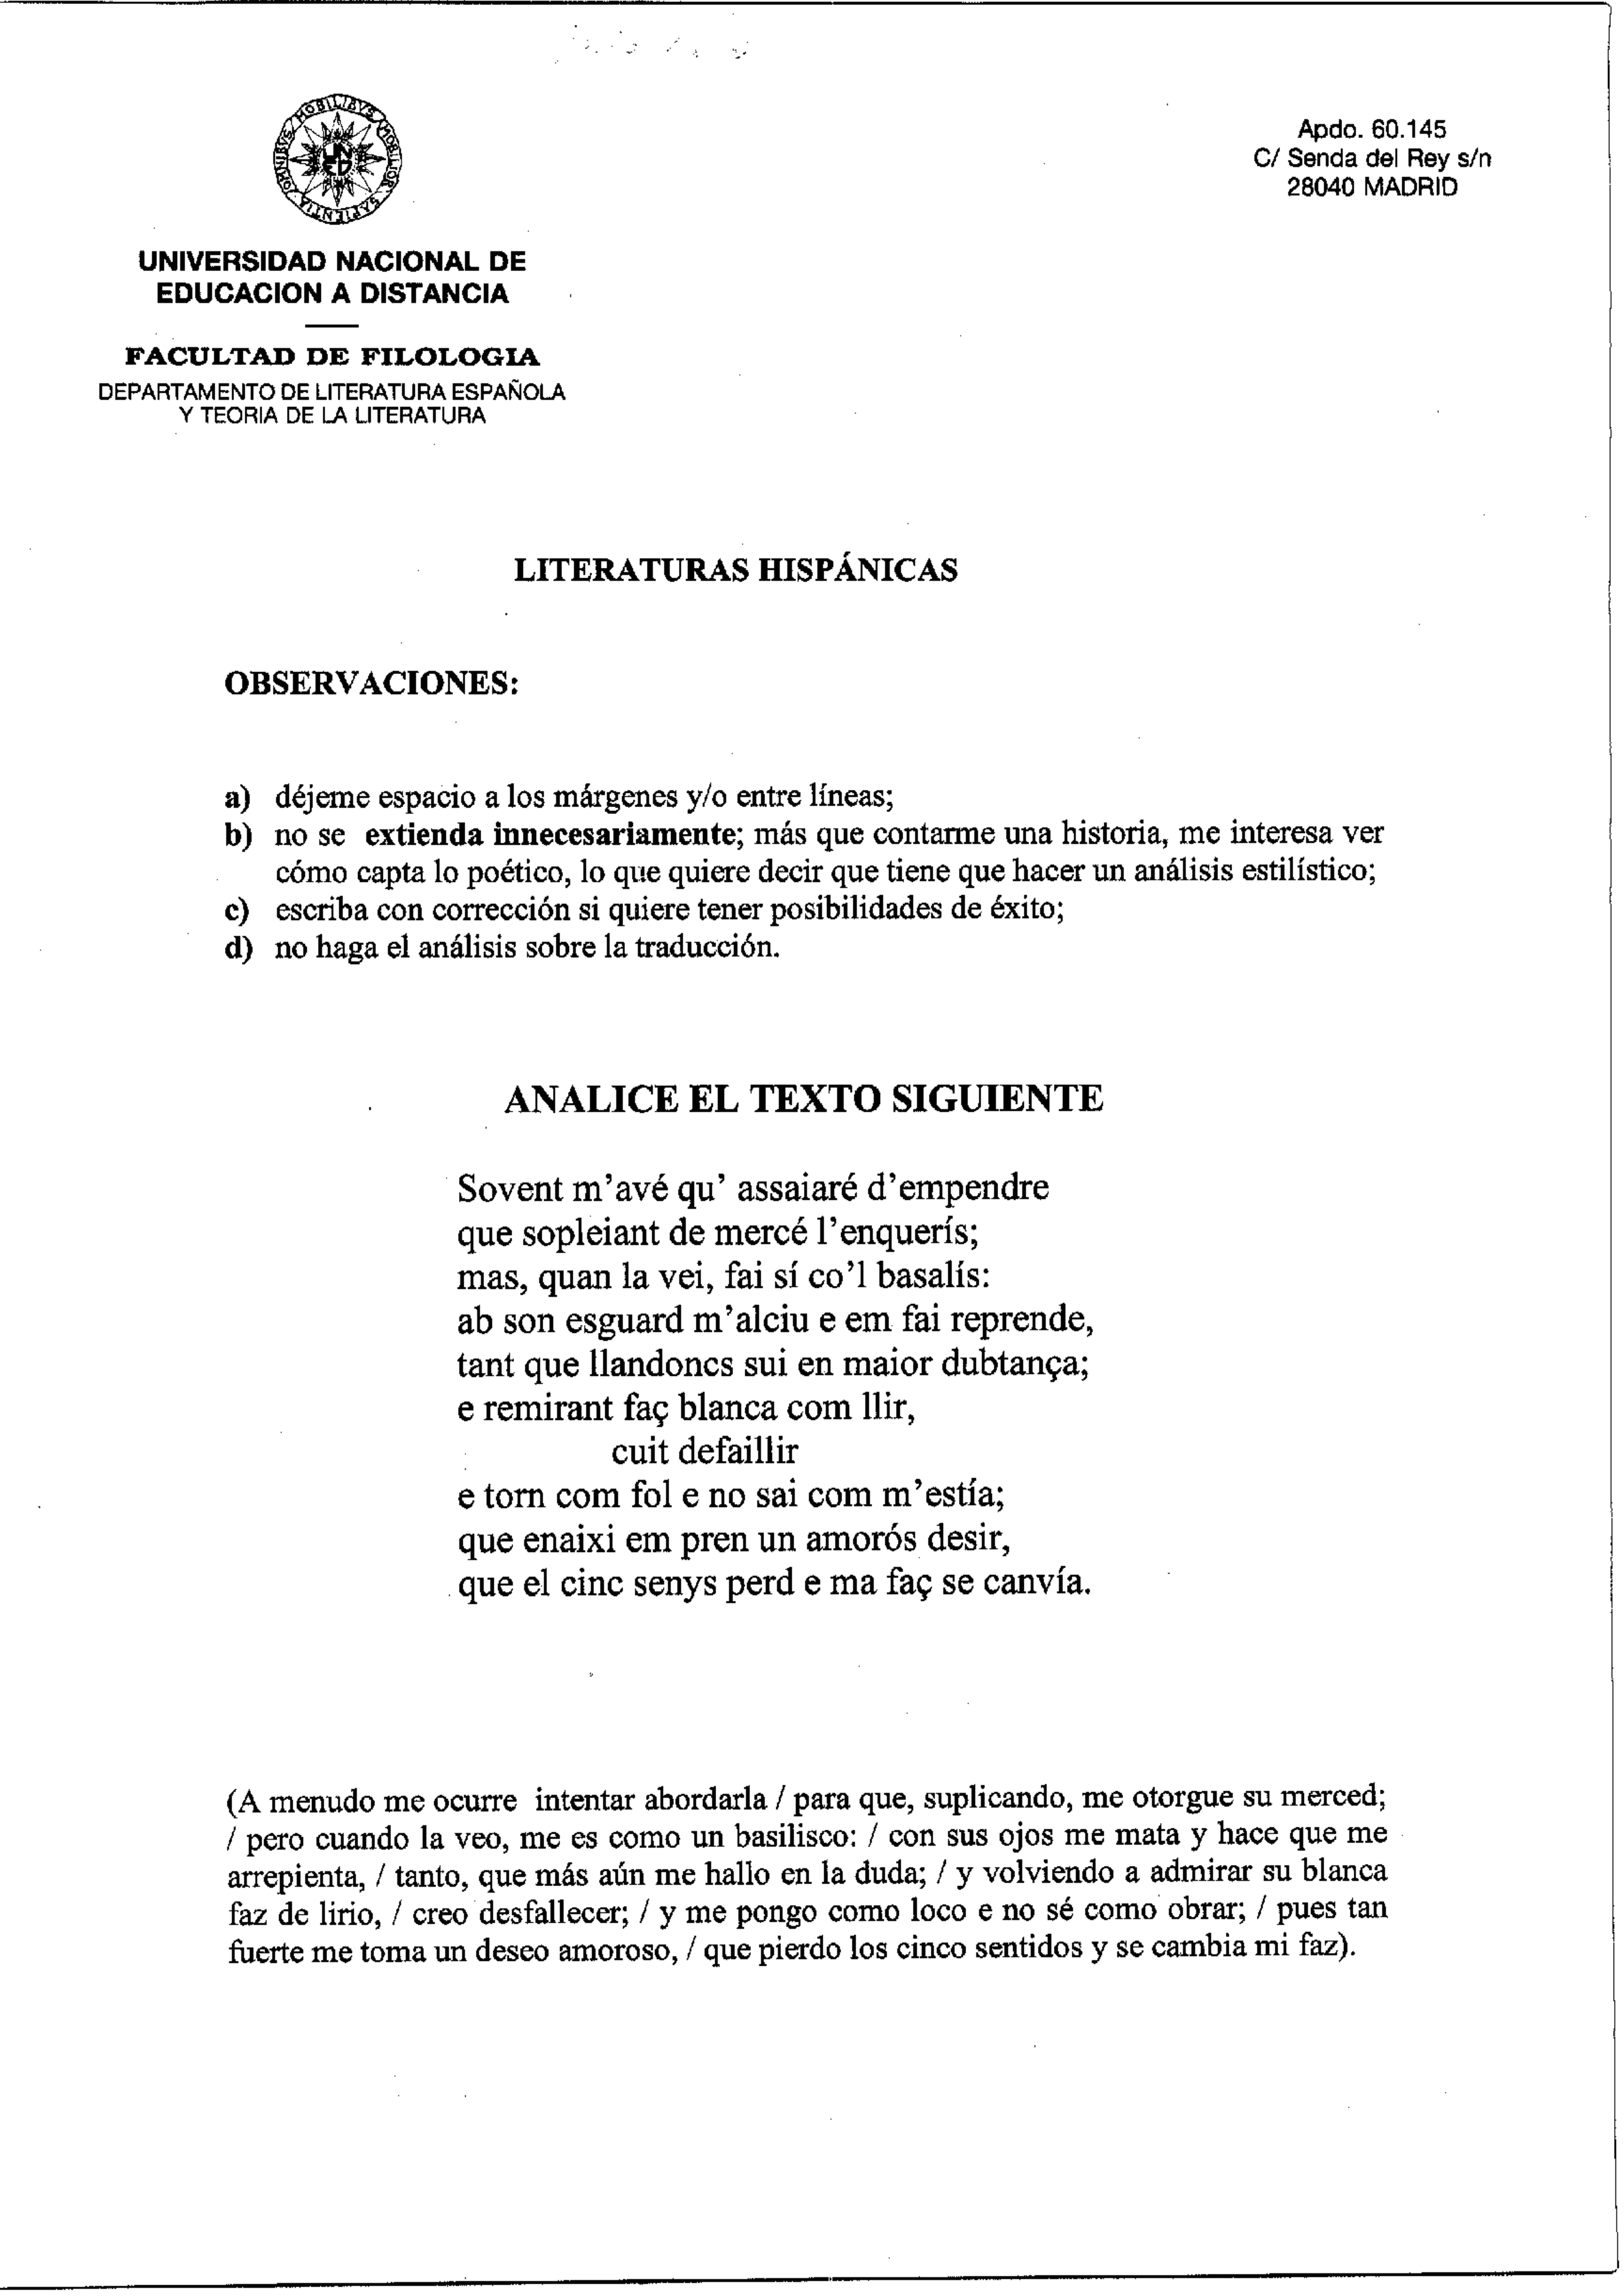 OMNIBVS MOBILIBVS MOBILIOR SAPIENTIA
UNED
Apdo. 60.145
C/ Senda del Rey s/n
28040 MADRID
UNIVERSIDAD NACIONAL DE
EDUCACION A DISTANCIA
FACULTAD DE FILOLOGIA
DEPARTAMENTO DE LITERATURA ESPAÑOLA
Y TEORIA DE LA LITERATURA
LITERATURAS HISPÁNICAS
OBSERVACIONES:
a) déjeme espacio a los márgenes y/o entre líneas;
b) no se extienda innecesariamente; más que contarme una historia, me interesa ver
cómo capta lo poético, lo que quiere decir que tiene que hacer un análisis estilístico;
c) escriba con corrección si quiere tener posibilidades de éxito;
d) no haga el análisis sobre la traducción.
ANALICE EL TEXTO SIGUIENTE
Sovent m'avé qu' assaiaré d'empendre
que sopleiant de mercé l'enquerís;
mas, quan la vei, fai sí co'l basalís:
ab son esguard m'alciu e em fai reprende,
tant que llandoncs sui en maior dubtança;
e remirant faç blanca com llir,
cuit defaillir
e torn com fol e no sai com m'estía;
que enaixi em pren un amorós desir,
que el cinc senys perd e ma faç se canvía.
(A menudo me ocurre intentar abordarla / para que, suplicando, me otorgue su merced;
/ pero cuando la veo, me es como un basilisco: / con sus ojos me mata y hace que me
arrepienta, / tanto, que más aún me hallo en la duda; / y volviendo a admirar su blanca
faz de lirio, / creo desfallecer; / y me pongo como loco e no sé como obrar; / pues tan
fuerte me toma un deseo amoroso, / que pierdo los cinco sentidos y se cambia mi faz).